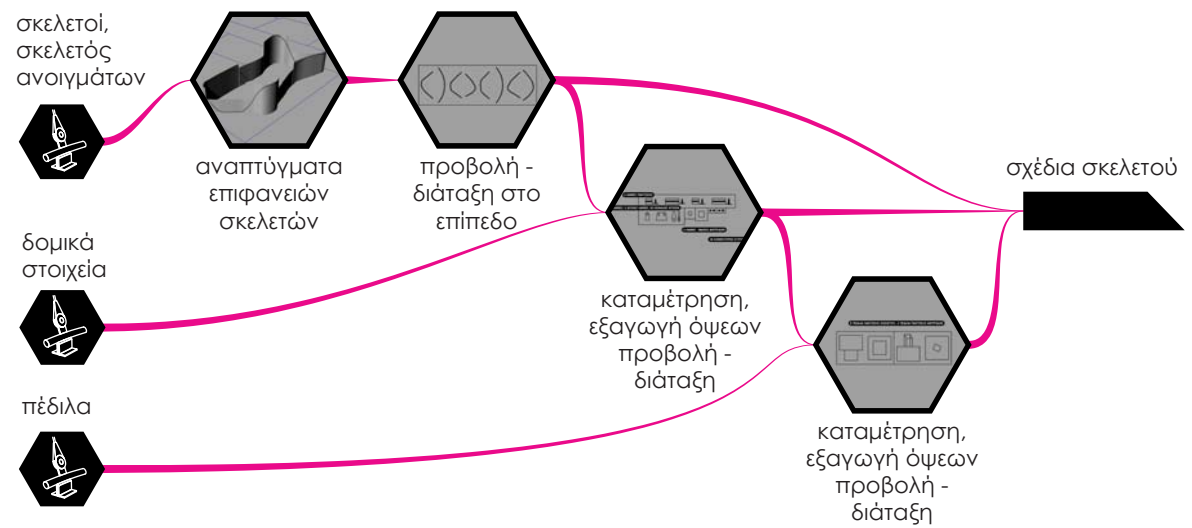 σκελετοί,
σκελετός
ανοιγμάτων
αναπτύγματα
επιφανειών
σκελετών
προβολή -
διάταξη στο
επίπεδο
σχέδια σκελετού
δομικά
στοιχεία
καταμέτρηση,
εξαγωγή όψεων
προβολή -
διάταξη
πέδιλα
καταμέτρηση,
εξαγωγή όψεων
προβολή -
διάταξη